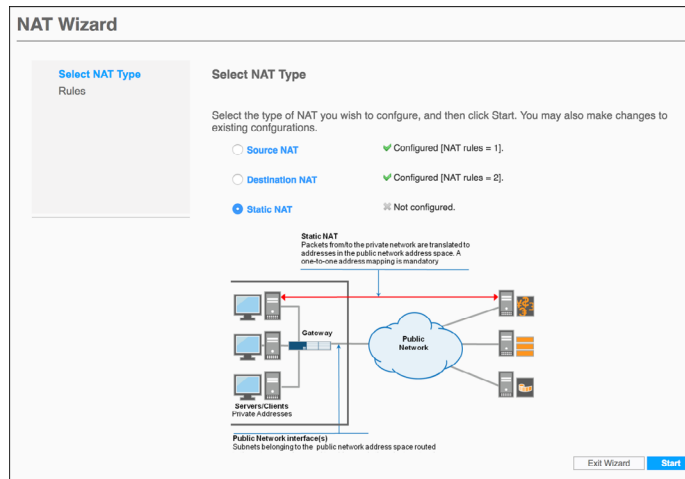 NAT Wizard
Select NAT Type
Rules
Select NAT Type
Select the type of NAT you wish to confgure, and then click Start. You may also make changes to
existing confgurations.
Source NAT
Configured [NAT rules = 1].
Destination NAT
Configured [NAT rules = 2].
Static NAT
Not configured.
Static NAT
Packets from/to the private network are translated to
addresses in the public network address space. A
one-to-one address mapping is mandatory
Gateway
Public
Network
Servers/Clients
Private Addresses
Public Network interface(s)
Subnets belonging to the public network address space routed
Exit Wizard
Start